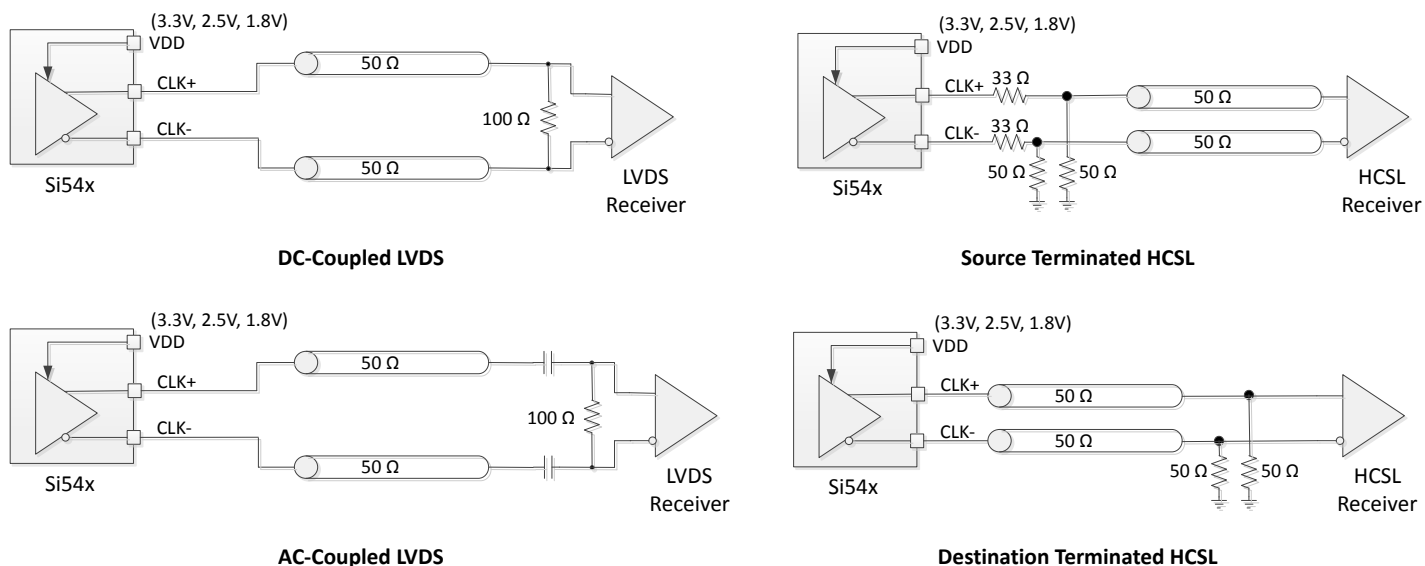 (3.3V, 2.5V, 1.8V)
VDD
CLK+
50 Ω
100 Ω
CLK-
50 Ω
Si54x
LVDS
Receiver
DC-Coupled LVDS
(3.3V, 2.5V, 1.8V)
VDD
CLK+
33 Ω
50 Ω
CLK-
33 Ω
50 Ω
50 Ω
50 Ω
Si54x
HCSL
Receiver
Source Terminated HCSL
(3.3V, 2.5V, 1.8V)
VDD
CLK+
50 Ω
100 Ω
CLK-
50 Ω
Si54x
LVDS
Receiver
AC-Coupled LVDS
(3.3V, 2.5V, 1.8V)
VDD
CLK+
50 Ω
CLK-
50 Ω
50 Ω
50 Ω
Si54x
HCSL
Receiver
Destination Terminated HCSL